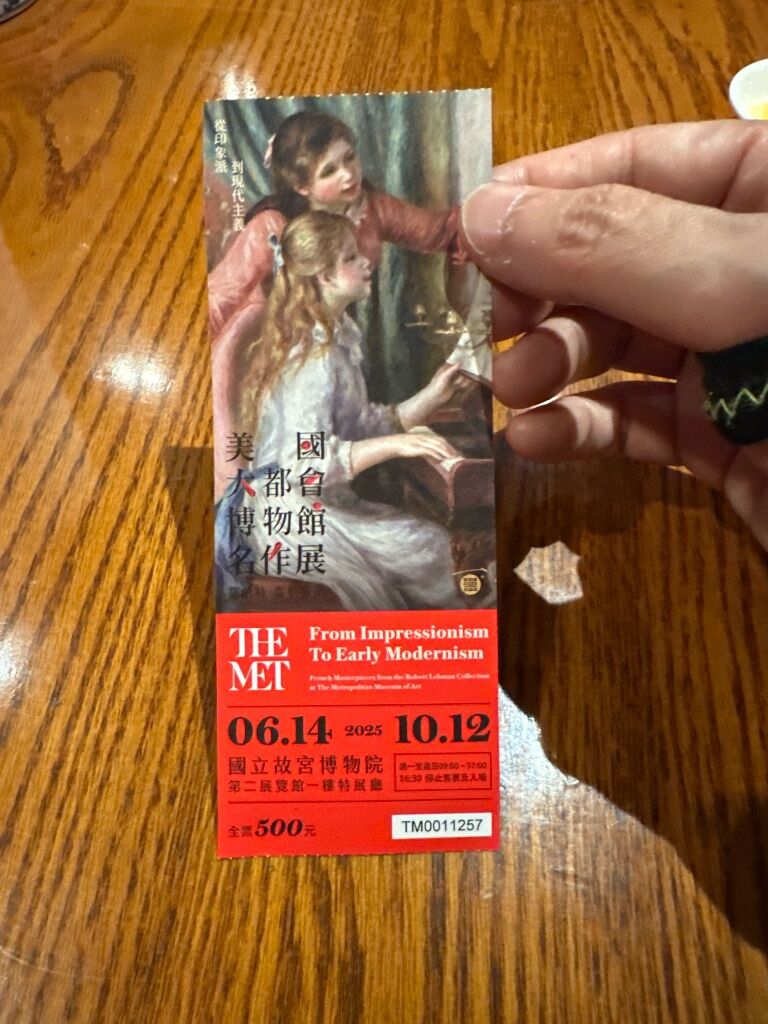 從印象派
到現代主義
美國
大都會
博物館
名作展
THE
MET
From Impressionism
To Early Modernism
French Masterpieces from the Robert Lehman Collection
at The Metropolitan Museum of Art
06.14 2025 10.12
國立故宮博物院
第二展覽館一樓特展廳
週一至週日09:00-17:00
16:30 停止售票及入場
全票500元
TM0011257